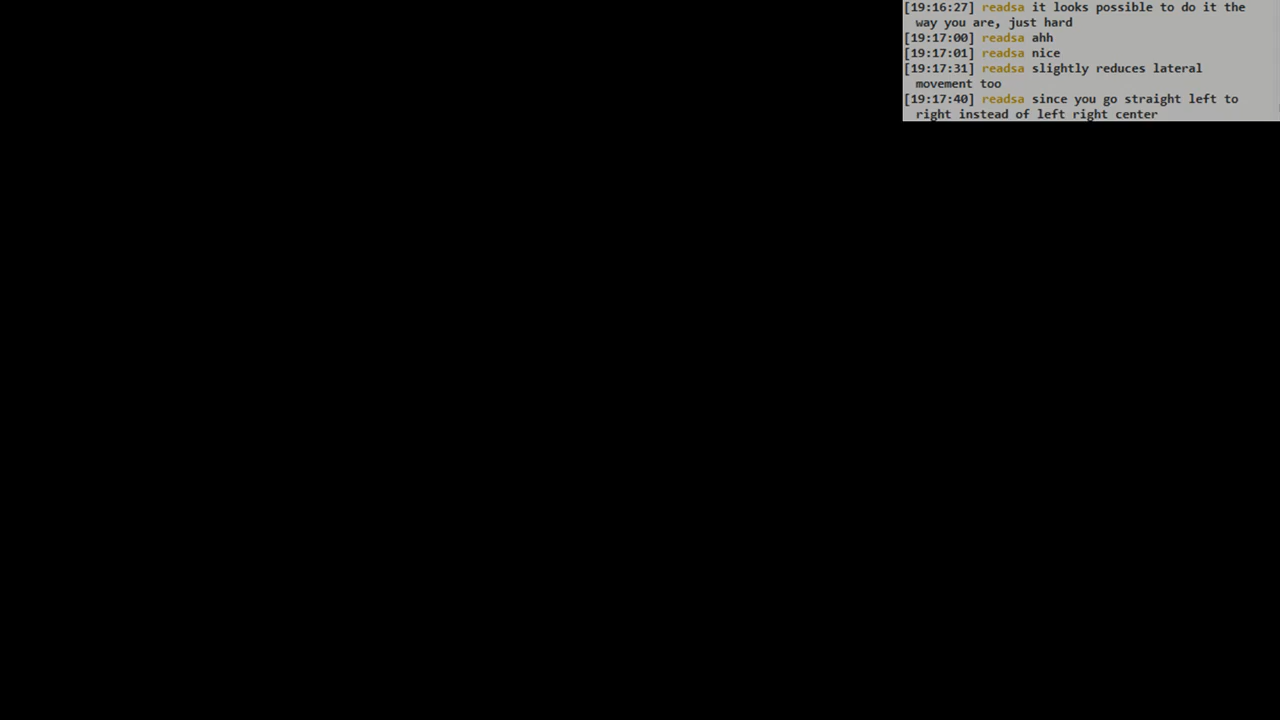 [19:16:27] readsa it looks possible to do it the
way you are, just hard
[19:17:00] readsa ahh
[19:17:01] readsa nice
[19:17:31] readsa slightly reduces lateral
movement too
[19:17:40] readsa since you go straight left to
right instead of left right center